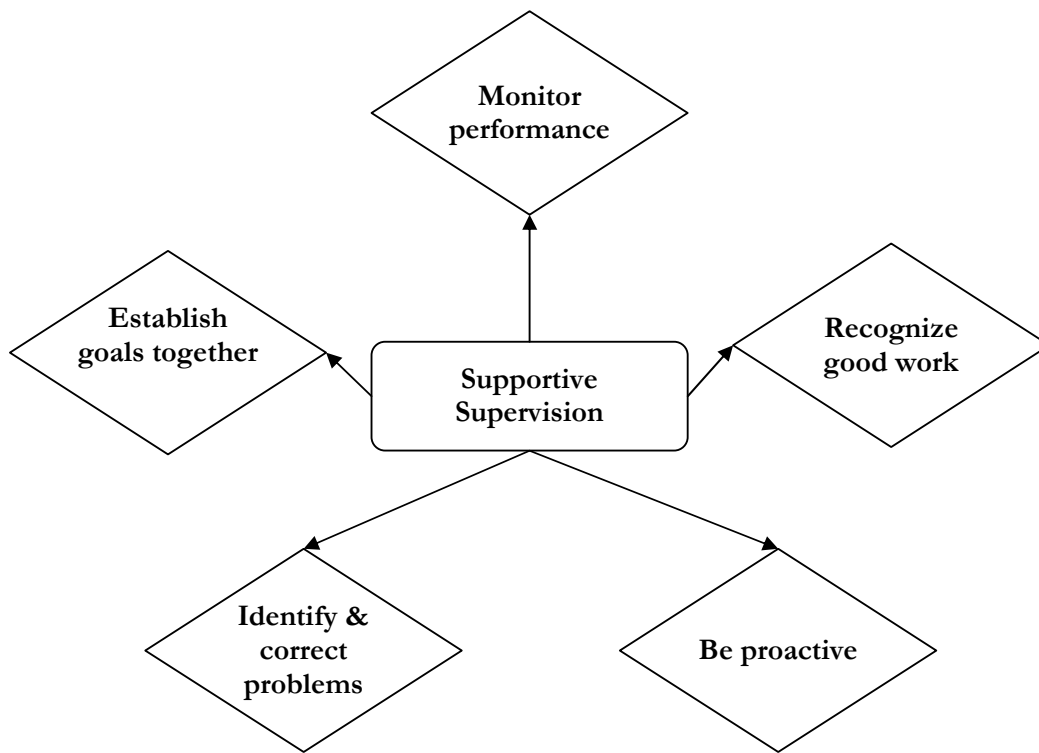 Monitor
performance
Establish
goals together
Recognize
good work
Supportive
Supervision
Identify &
correct
problems
Be proactive